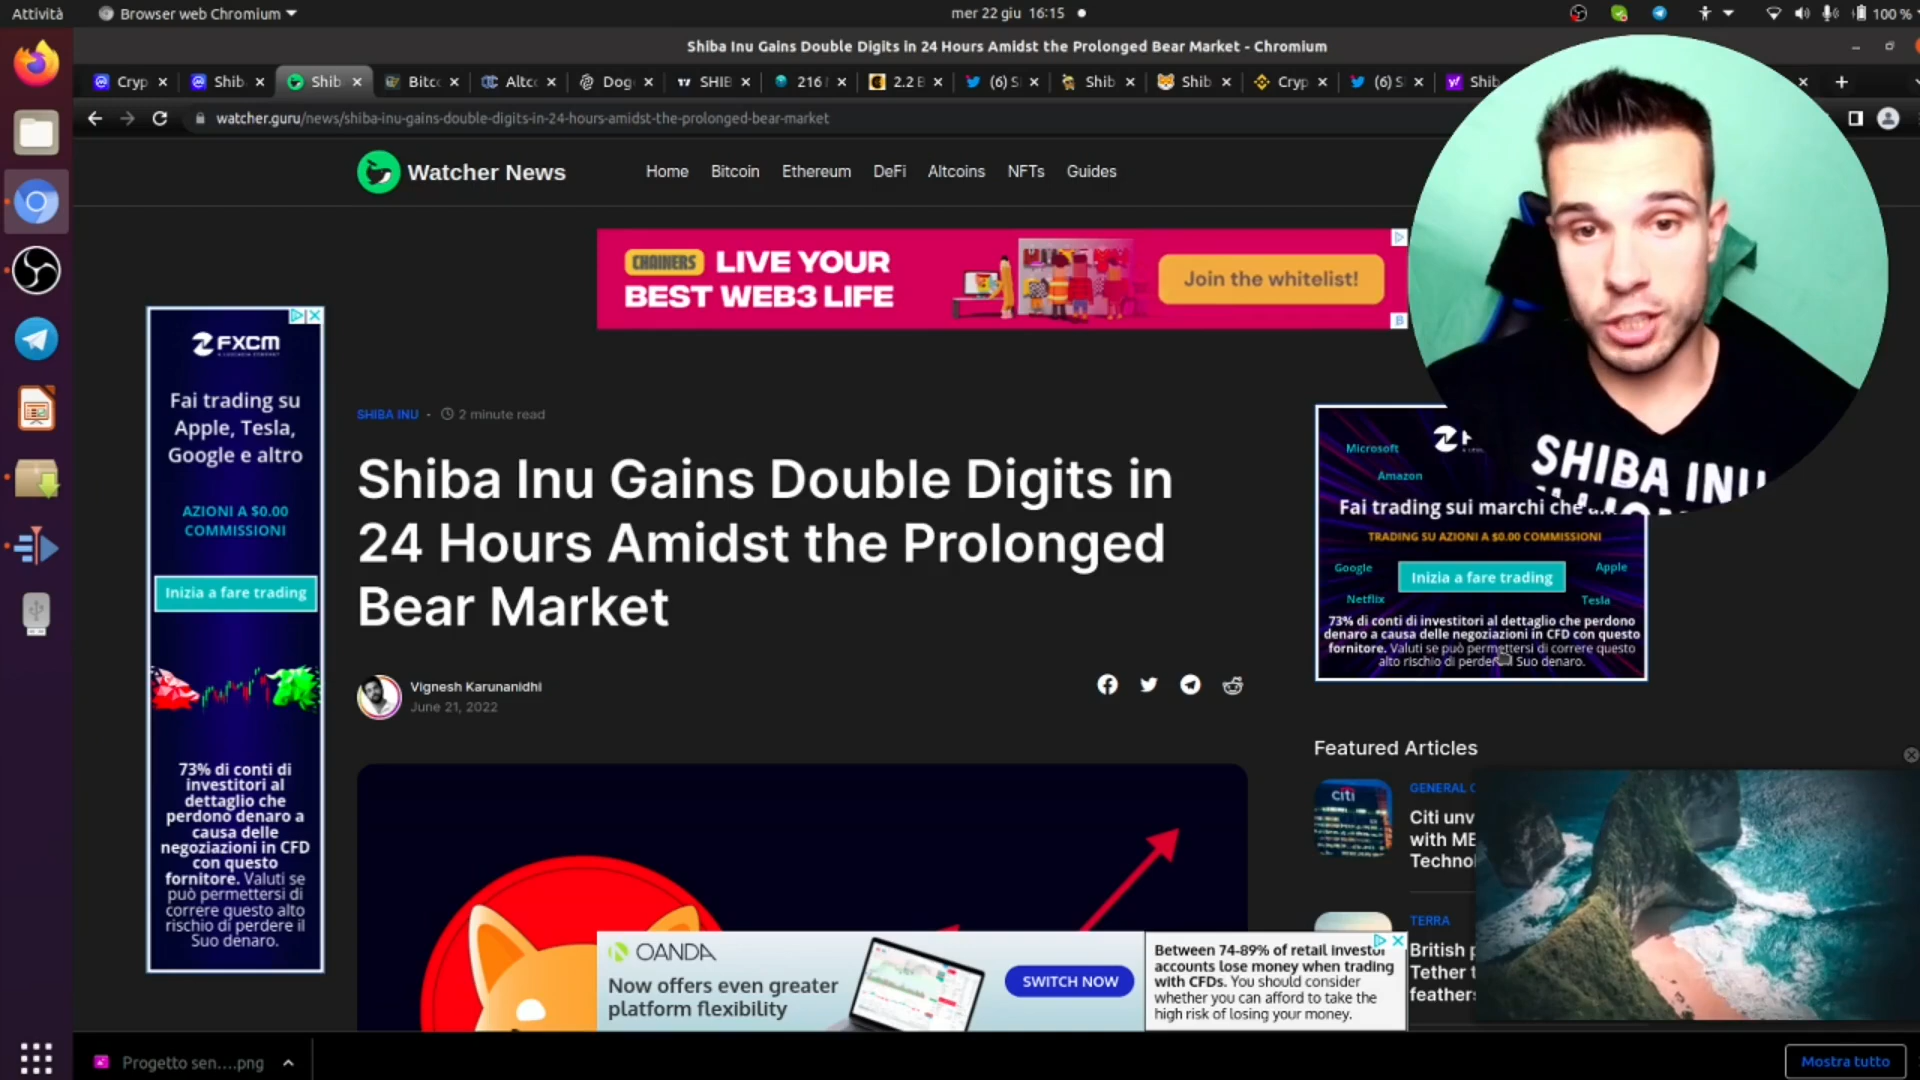 Attività
Browser web Chromium
mer 22 giu 16:15
100 %
Shiba Inu Gains Double Digits in 24 Hours Amidst the Prolonged Bear Market - Chromium
Cryp
Shib
Shib
Bitc
Altc
Dog
SHIB
216
2.2 B
(6) S
Shib
Shib
Cryp
(6) S
Shib
watcher.guru/news/shiba-inu-gains-double-digits-in-24-hours-amidst-the-prolonged-bear-market
Watcher News
Home
Bitcoin
Ethereum
DeFi
Altcoins
NFTs
Guides
CHAINERS LIVE YOUR
BEST WEB3 LIFE
Join the whitelist!
FXCM
Fai trading su
Apple, Tesla,
Google e altro
AZIONI A $0.00
COMMISSIONI
Inizia a fare trading
73% di conti di
investitori al
dettaglio che
perdono denaro a
causa delle
negoziazioni in CFD
con questo
fornitore. Valuti se
può permettersi di
correre questo alto
rischio di perdere il
Suo denaro.
SHIBA INU - 2 minute read
Shiba Inu Gains Double Digits in
24 Hours Amidst the Prolonged
Bear Market
Vignesh Karunanidhi
June 21, 2022
SHIBA INU
Microsoft
Amazon
Fai trading sui marchi che
TRADING SU AZIONI A $0.00 COMMISSIONI
Google
Inizia a fare trading
Apple
Netflix
Tesla
73% di conti di investitori al dettaglio che perdono
denaro a causa delle negoziazioni in CFD con questo
fornitore. Valuti se può permettersi di correre questo
alto rischio di perdere il Suo denaro.
Featured Articles
citi
GENERAL C
Citi unv
with ME
Technol
TERRA
British p
Tether t
feather
OANDA
Now offers even greater
platform flexibility
SWITCH NOW
Between 74-89% of retail investor
accounts lose money when trading
with CFDs. You should consider
whether you can afford to take the
high risk of losing your money.
Progetto sen....png
Mostra tutto